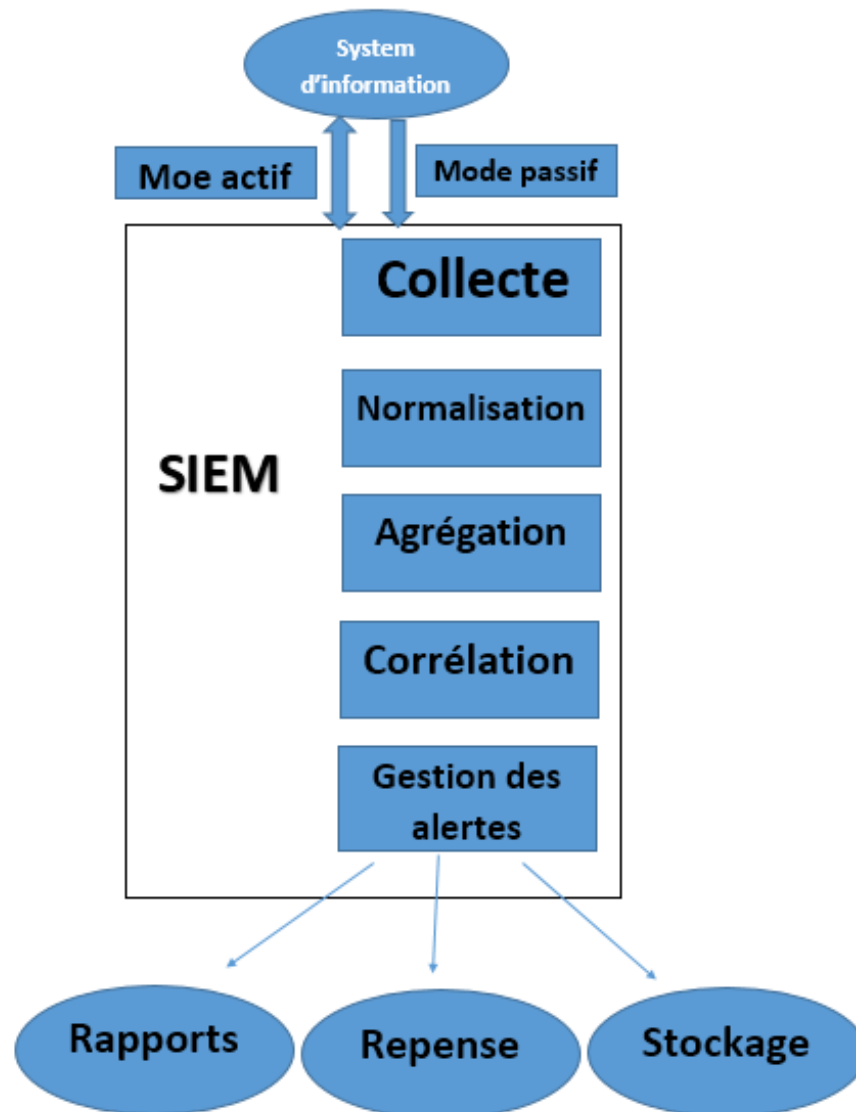 System
d'information
Moe actif
Mode passif
Collecte
Normalisation
SIEM
Agrégation
Corrélation
Gestion des
alertes
Rapports
Repense
Stockage